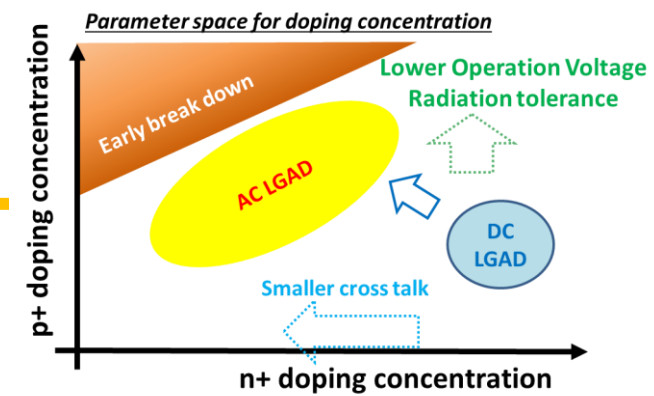 Parameter space for doping concentration
p+ doping concentration
Early break down
Lower Operation Voltage
Radiation tolerance
AC LGAD
DC
LGAD
Smaller cross talk
n+ doping concentration